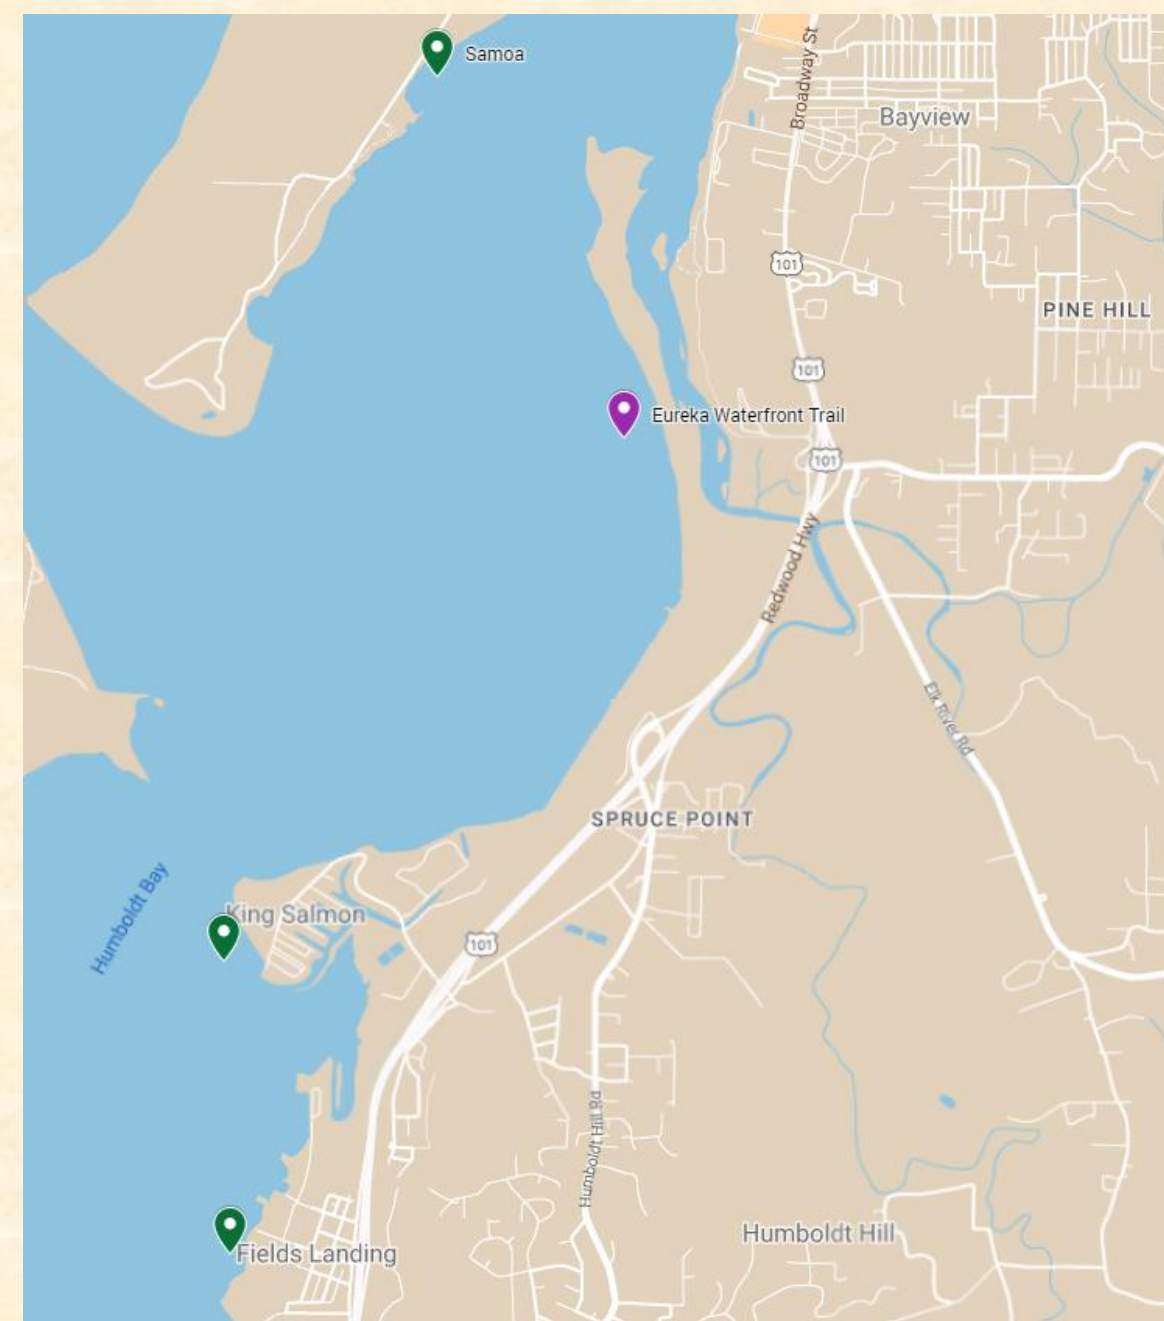 Samoa
Broadway St
Bayview
101
PINE HILL
101
Eureka Waterfront Trail
101
Redwood Hwy
Elk River Rd
SPRUCE POINT
Humboldt Bay
King Salmon
101
Humboldt Hill Rd
Humboldt Hill
Fields Landing